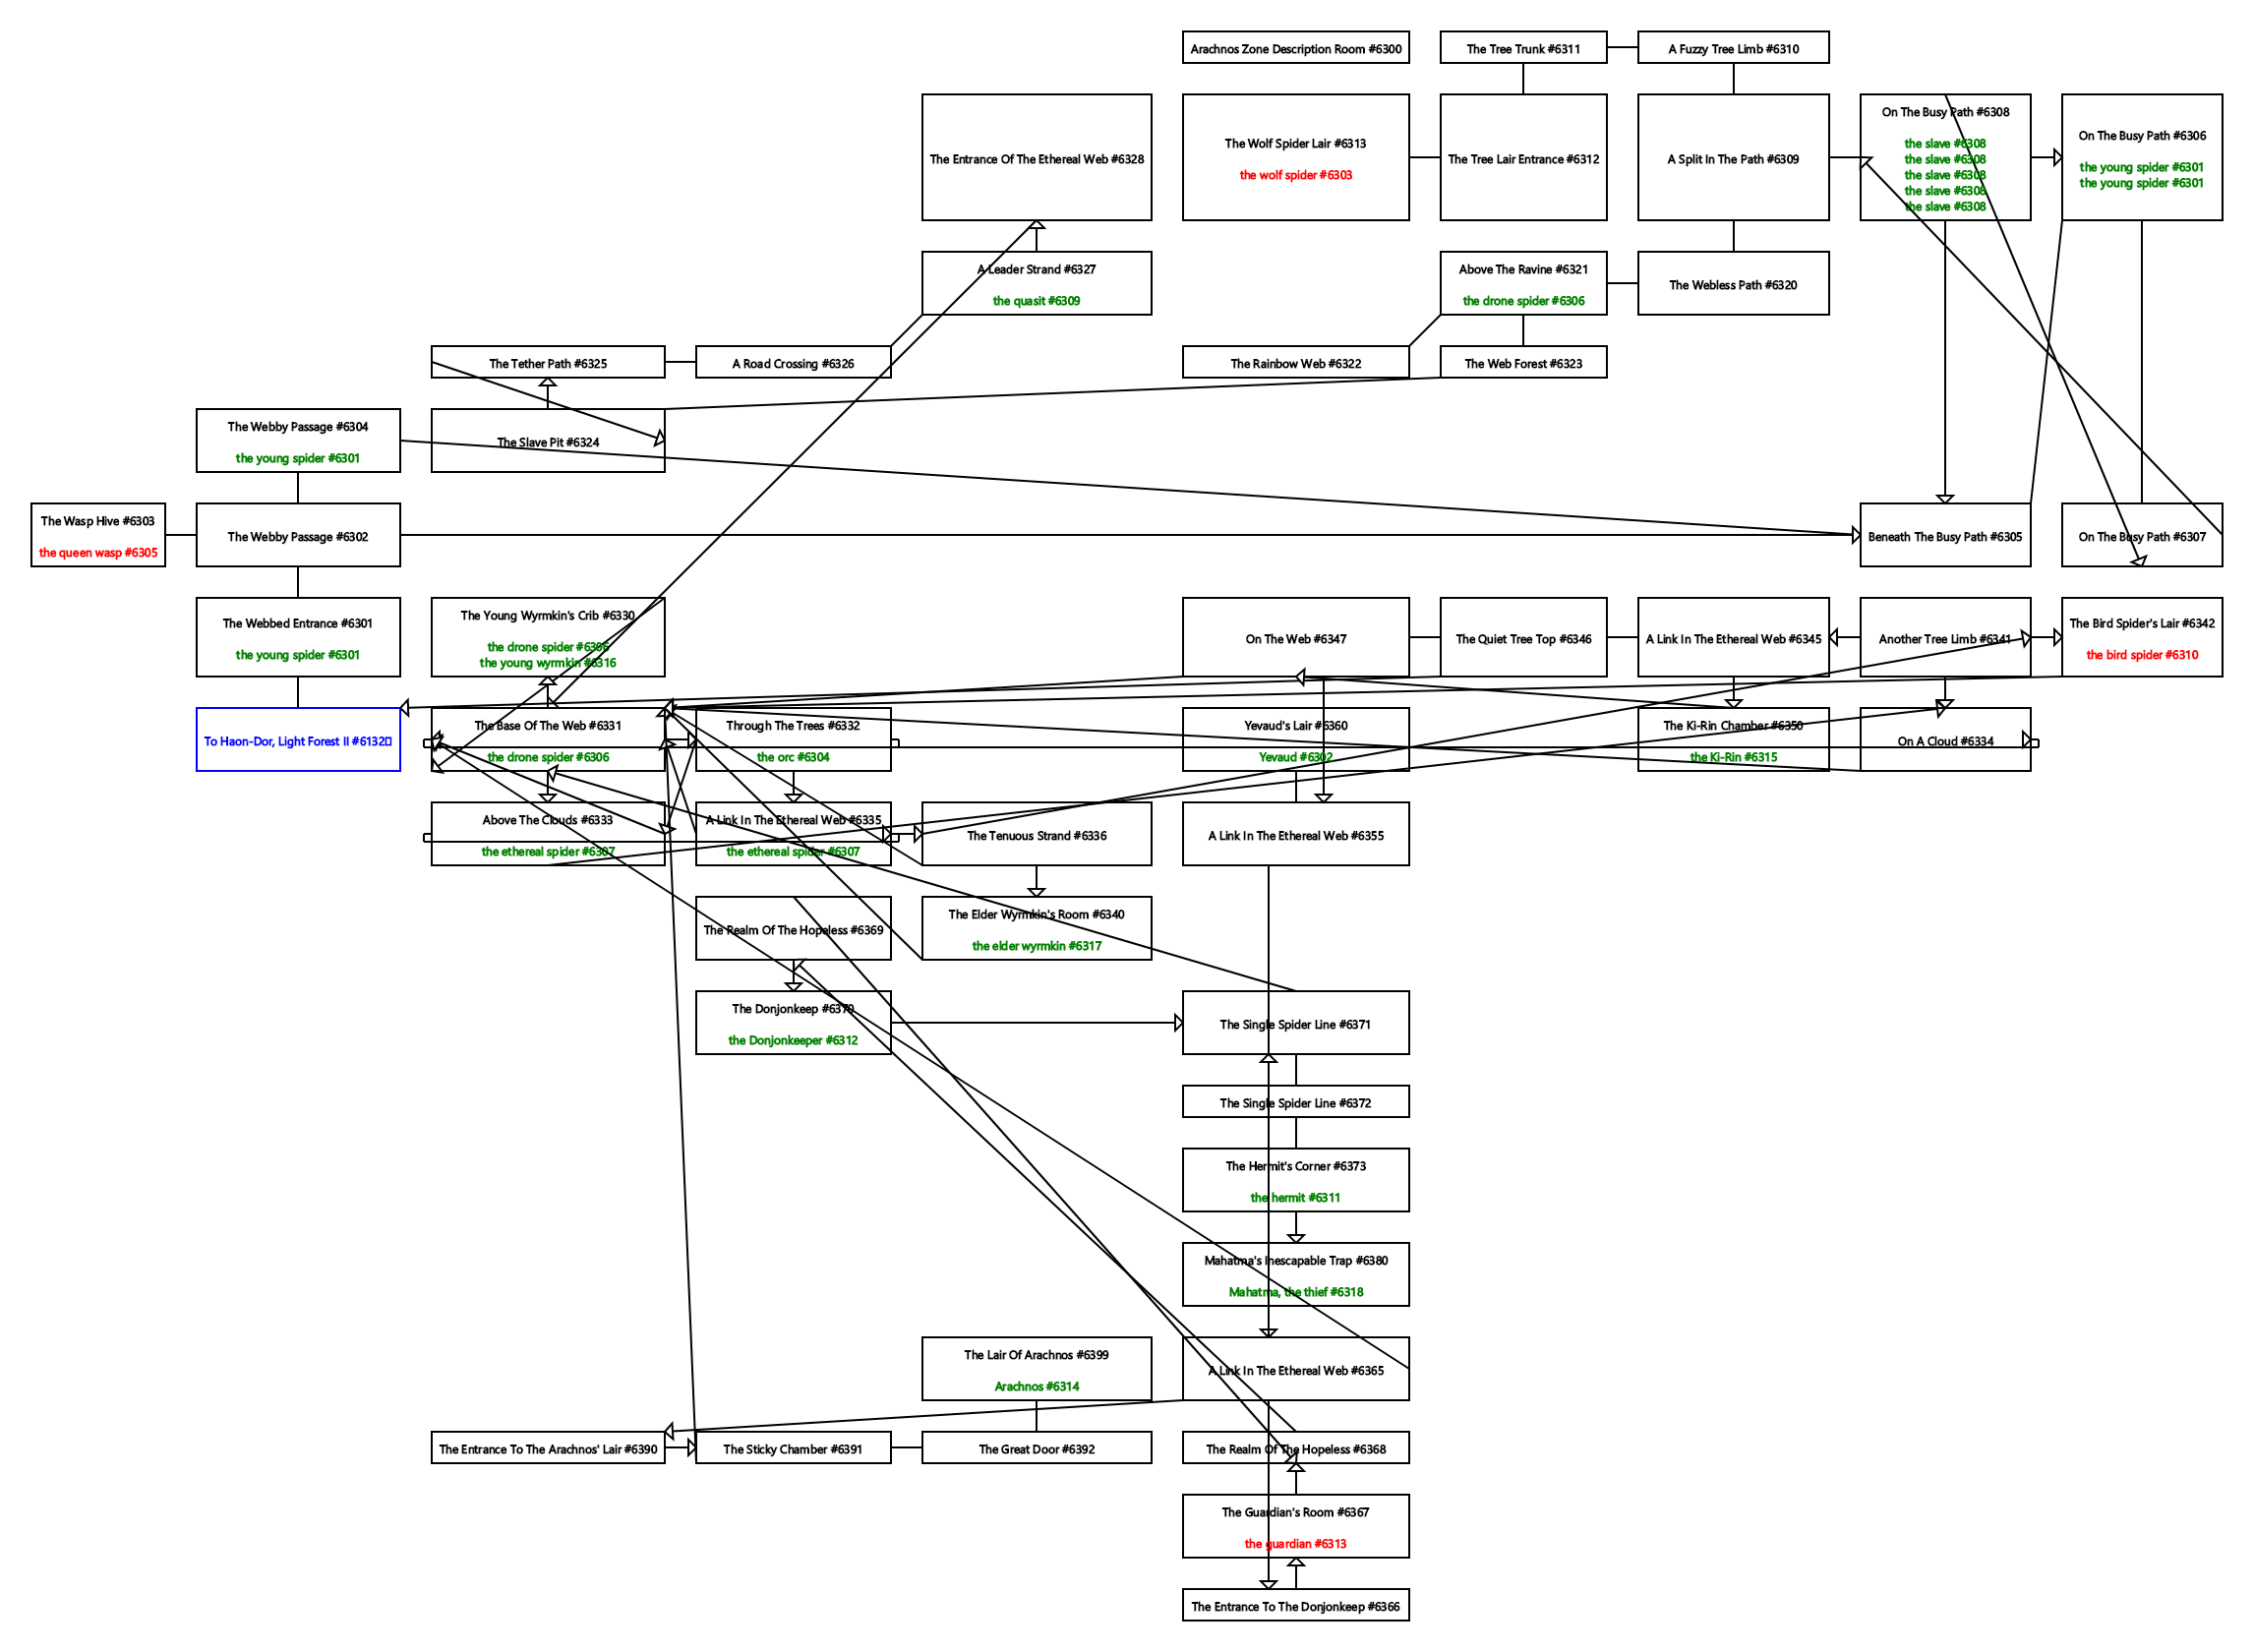 Arachnos Zone Description Room #6300
The Tree Trunk #6311
A Fuzzy Tree Limb #6310
The Entrance Of The Ethereal Web #6328
The Wolf Spider Lair #6313
the wolf spider #6303
The Tree Lair Entrance #6312
A Split In The Path #6309
On The Busy Path #6308
the slave #6308
the slave #6308
the slave #6308
the slave #6308
the slave #6308
On The Busy Path #6306
the young spider #6301
the young spider #6301
A Leader Strand #6327
the quasit #6309
Above The Ravine #6321
the drone spider #6306
The Webless Path #6320
The Tether Path #6325
A Road Crossing #6326
The Rainbow Web #6322
The Web Forest #6323
The Webby Passage #6304
the young spider #6301
The Slave Pit #6324
The Wasp Hive #6303
the queen wasp #6305
The Webby Passage #6302
Beneath The Busy Path #6305
On The Busy Path #6307
The Webbed Entrance #6301
the young spider #6301
The Young Wyrmkin's Crib #6330
the drone spider #6306
the young wyrmkin #6316
On The Web #6347
The Quiet Tree Top #6346
A Link In The Ethereal Web #6345
Another Tree Limb #6341
The Bird Spider's Lair #6342
the bird spider #6310
To Haon-Dor, Light Forest II #6132
The Base Of The Web #6331
the drone spider #6306
Through The Trees #6332
the orc #6304
Yevaud's Lair #6360
Yevaud #6302
The Ki-Rin Chamber #6350
the Ki-Rin #6315
On A Cloud #6334
Above The Clouds #6333
the ethereal spider #6307
A Link In The Ethereal Web #6335
the ethereal spider #6307
The Tenuous Strand #6336
A Link In The Ethereal Web #6355
The Realm Of The Hopeless #6369
The Elder Wyrmkin's Room #6340
the elder wyrmkin #6317
The Donjonkeep #6370
the Donjonkeeper #6312
The Single Spider Line #6371
The Single Spider Line #6372
The Hermit's Corner #6373
the hermit #6311
Mahatma's Inescapable Trap #6380
Mahatma, the thief #6318
The Lair Of Arachnos #6399
Arachnos #6314
A Link In The Ethereal Web #6365
The Entrance To The Arachnos' Lair #6390
The Sticky Chamber #6391
The Great Door #6392
The Realm Of The Hopeless #6368
The Guardian's Room #6367
the guardian #6313
The Entrance To The Donjonkeep #6366